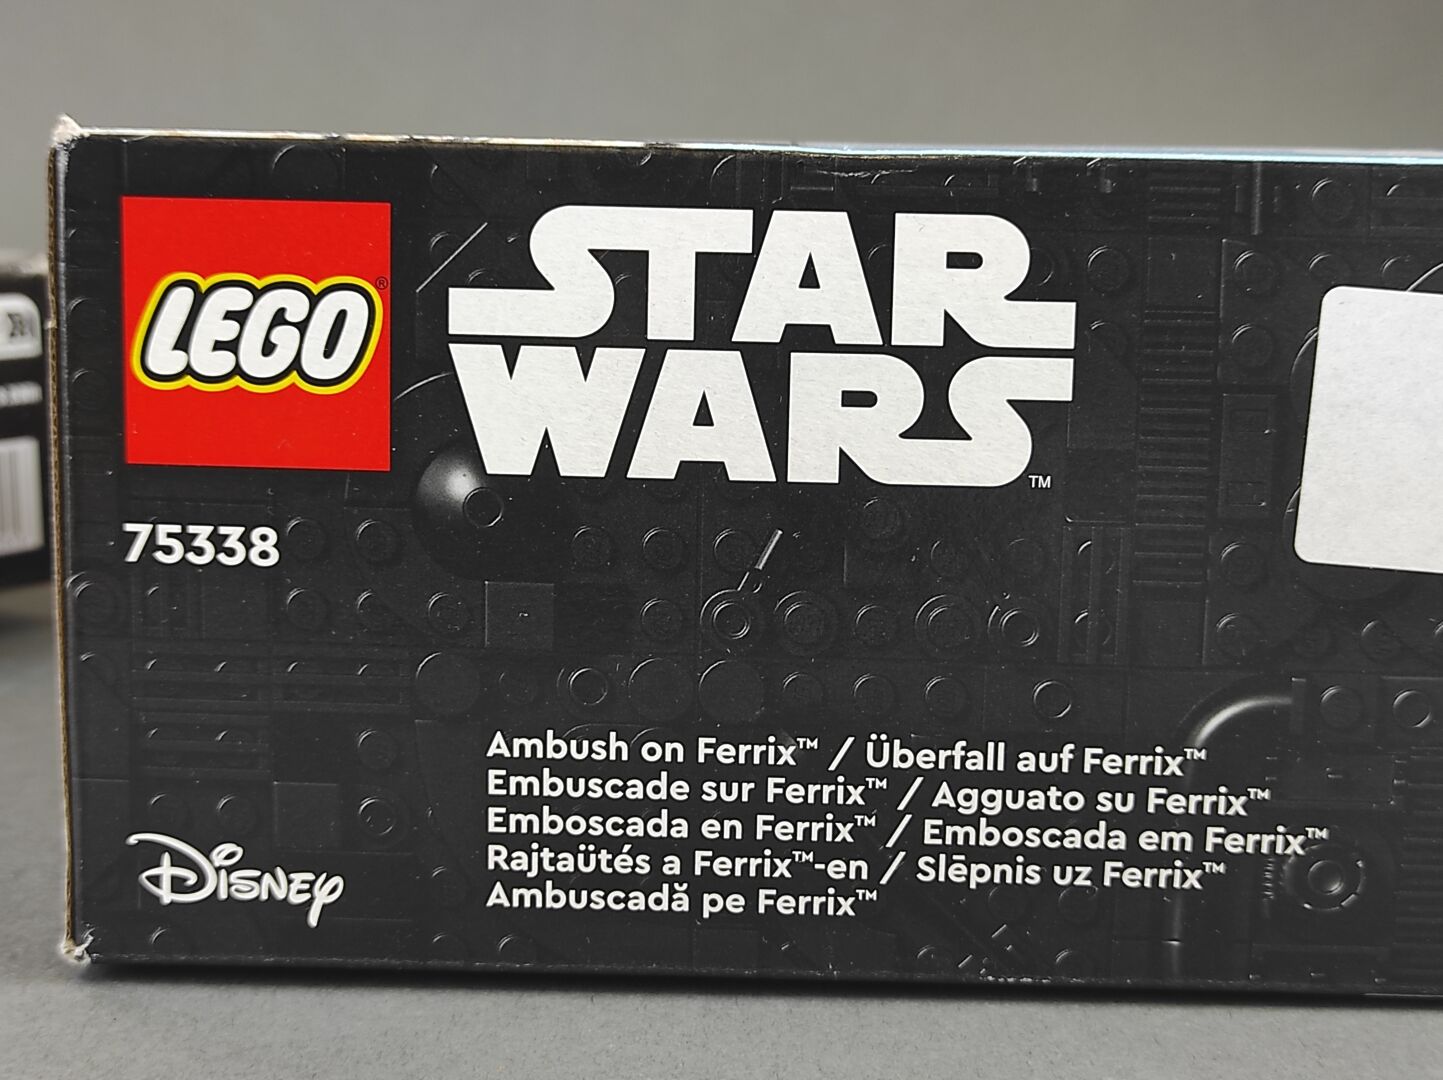 LEGO®
STAR
WARS™
75338
Ambush on Ferrix™ / Überfall auf Ferrix™
Embuscade sur Ferrix™ / Agguato su Ferrix™
Emboscada en Ferrix™ / Emboscada em Ferrix™
Rajtaütés a Ferrix™-en / Slēpnis uz Ferrix™
Ambuscadă pe Ferrix™
Disney